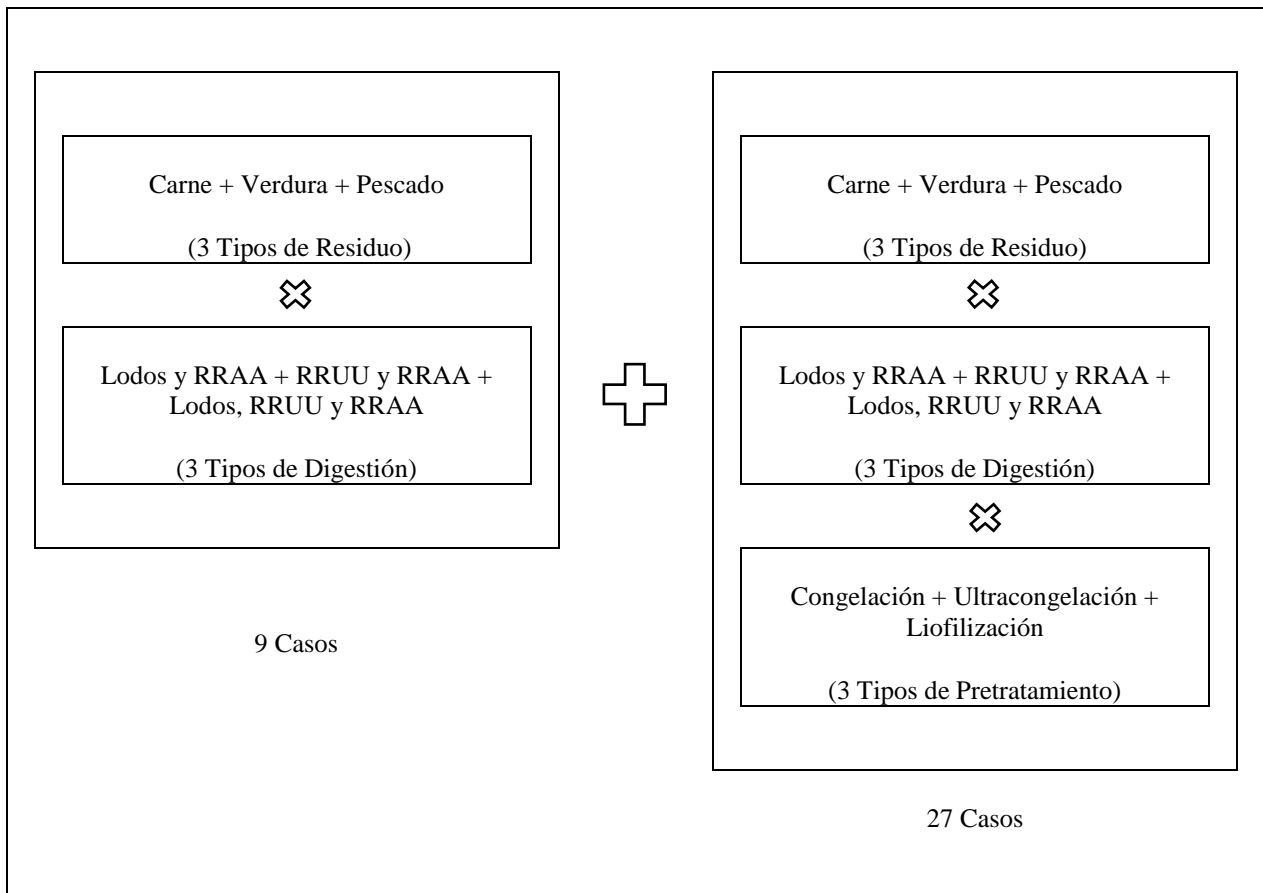 Carne + Verdura + Pescado
(3 Tipos de Residuo)
Lodos y RRAA + RRUU y RRAA +
Lodos, RRUU y RRAA
(3 Tipos de Digestión)
9 Casos
Carne + Verdura + Pescado
(3 Tipos de Residuo)
Lodos y RRAA + RRUU y RRAA +
Lodos, RRUU y RRAA
(3 Tipos de Digestión)
Congelación + Ultracongelación +
Liofilización
(3 Tipos de Pretratamiento)
27 Casos